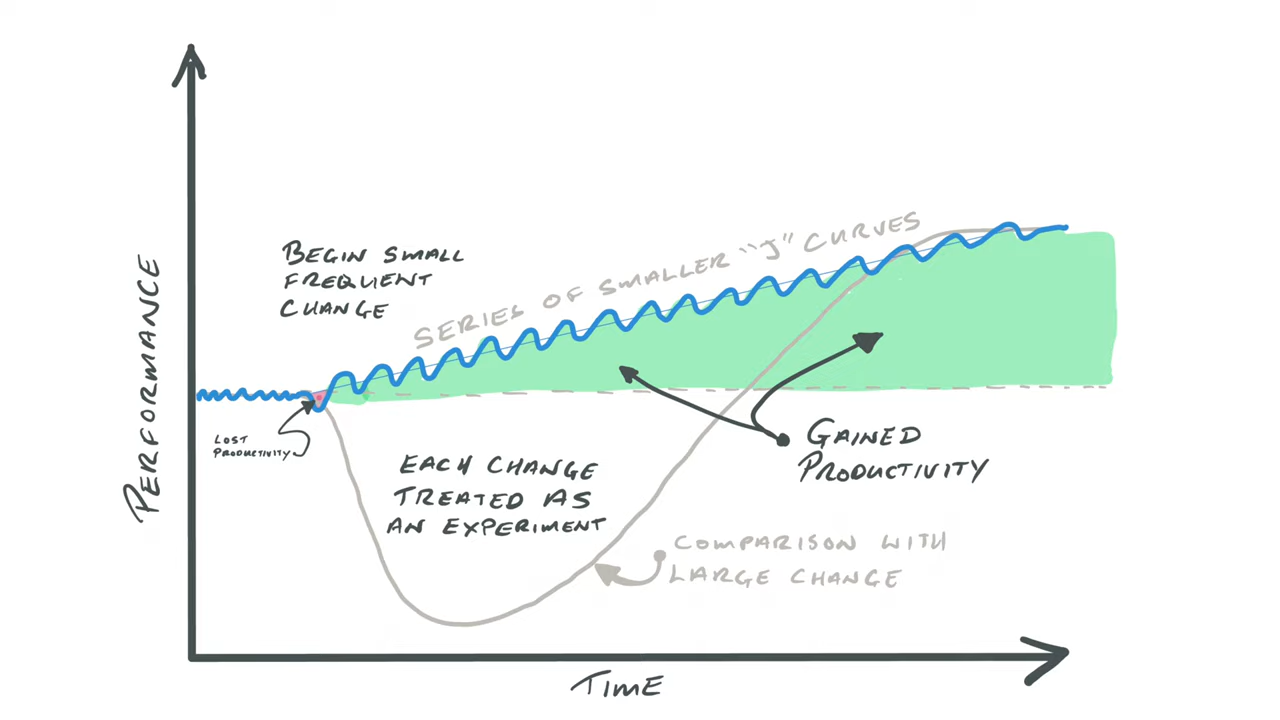 PERFORMANCE
BEGIN SMALL
FREQUENT
CHANGE
SERIES OF SMALLER "J" CURVES
LOST
PRODUCTIVITY
EACH CHANGE
TREATED AS
AN EXPERIMENT
GAINED
PRODUCTIVITY
COMPARISON WITH
LARGE CHANGE
TIME